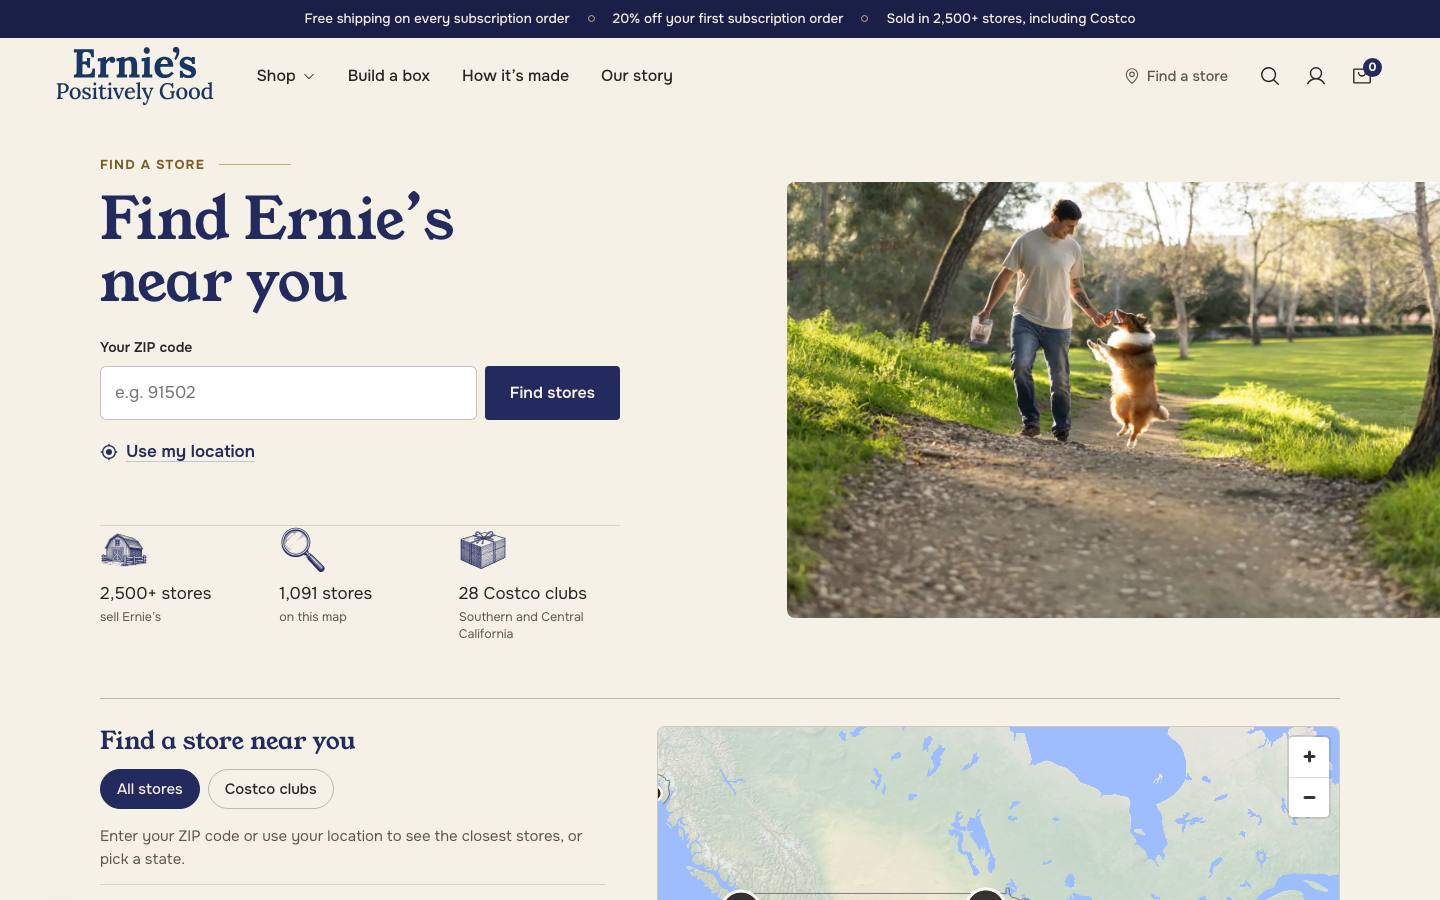 Free shipping on every subscription order
20% off your first subscription order
Sold in 2,500+ stores, including Costco
Ernie’s
Positively Good
Shop
Build a box
How it’s made
Our story
Find a store
0
FIND A STORE
Find Ernie’s
near you
Your ZIP code
e.g. 91502
Find stores
Use my location
2,500+ stores
sell Ernie’s
1,091 stores
on this map
28 Costco clubs
Southern and Central
California
Find a store near you
All stores
Costco clubs
Enter your ZIP code or use your location to see the closest stores, or
pick a state.
+
−